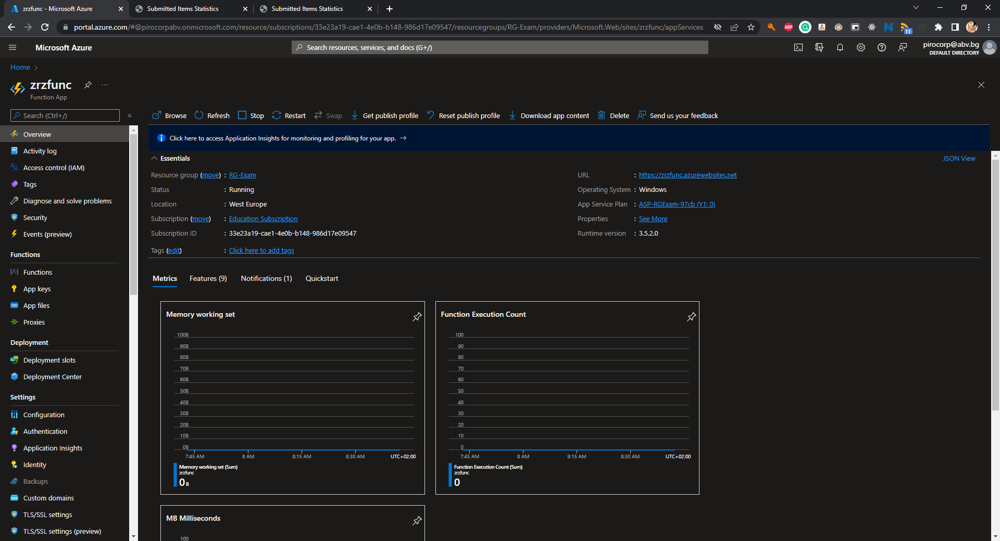 zrzfunc - Microsoft Azure
Submitted Items Statistics
Submitted Items Statistics
portal.azure.com/#@pirocorpabv.onmicrosoft.com/resource/subscriptions/33e23a19-cae1-4e0b-b148-986d17e09547/resourcegroups/RG-Exam/providers/Microsoft.Web/sites/zrzfunc/appServices
ABP
11
Microsoft Azure
Search resources, services, and docs (G+/)
pirocorp@abv.bg
DEFAULT DIRECTORY
Home
zrzfunc
Function App
Search (Ctrl+/)
Browse
Refresh
Stop
Restart
Swap
Get publish profile
Reset publish profile
Download app content
Delete
Send us your feedback
Overview
Activity log
Access control (IAM)
Tags
Diagnose and solve problems
Security
Events (preview)
Functions
Functions
App keys
App files
Proxies
Deployment
Deployment slots
Deployment Center
Settings
Configuration
Authentication
Application Insights
Identity
Backups
Custom domains
TLS/SSL settings
TLS/SSL settings (preview)
Click here to access Application Insights for monitoring and profiling for your app.
Essentials
JSON View
Resource group (move) : RG-Exam
Status : Running
Location : West Europe
Subscription (move) : Education Subscription
Subscription ID : 33e23a19-cae1-4e0b-b148-986d17e09547
Tags (edit) : Click here to add tags
URL : https://zrzfunc.azurewebsites.net
Operating System : Windows
App Service Plan : ASP-RGExam-97cb (Y1: 0)
Properties : See More
Runtime version : 3.5.2.0
Metrics
Features (9)
Notifications (1)
Quickstart
Memory working set
100B
90B
80B
70B
60B
50B
40B
30B
20B
10B
0B
7:45 AM 8 AM 8:15 AM 8:30 AM UTC+02:00
Memory working set (Sum)
zrzfunc
0 B
Function Execution Count
100
90
80
70
60
50
40
30
20
10
0
7:45 AM 8 AM 8:15 AM 8:30 AM UTC+02:00
Function Execution Count (Sum)
zrzfunc
0
MB Milliseconds
100